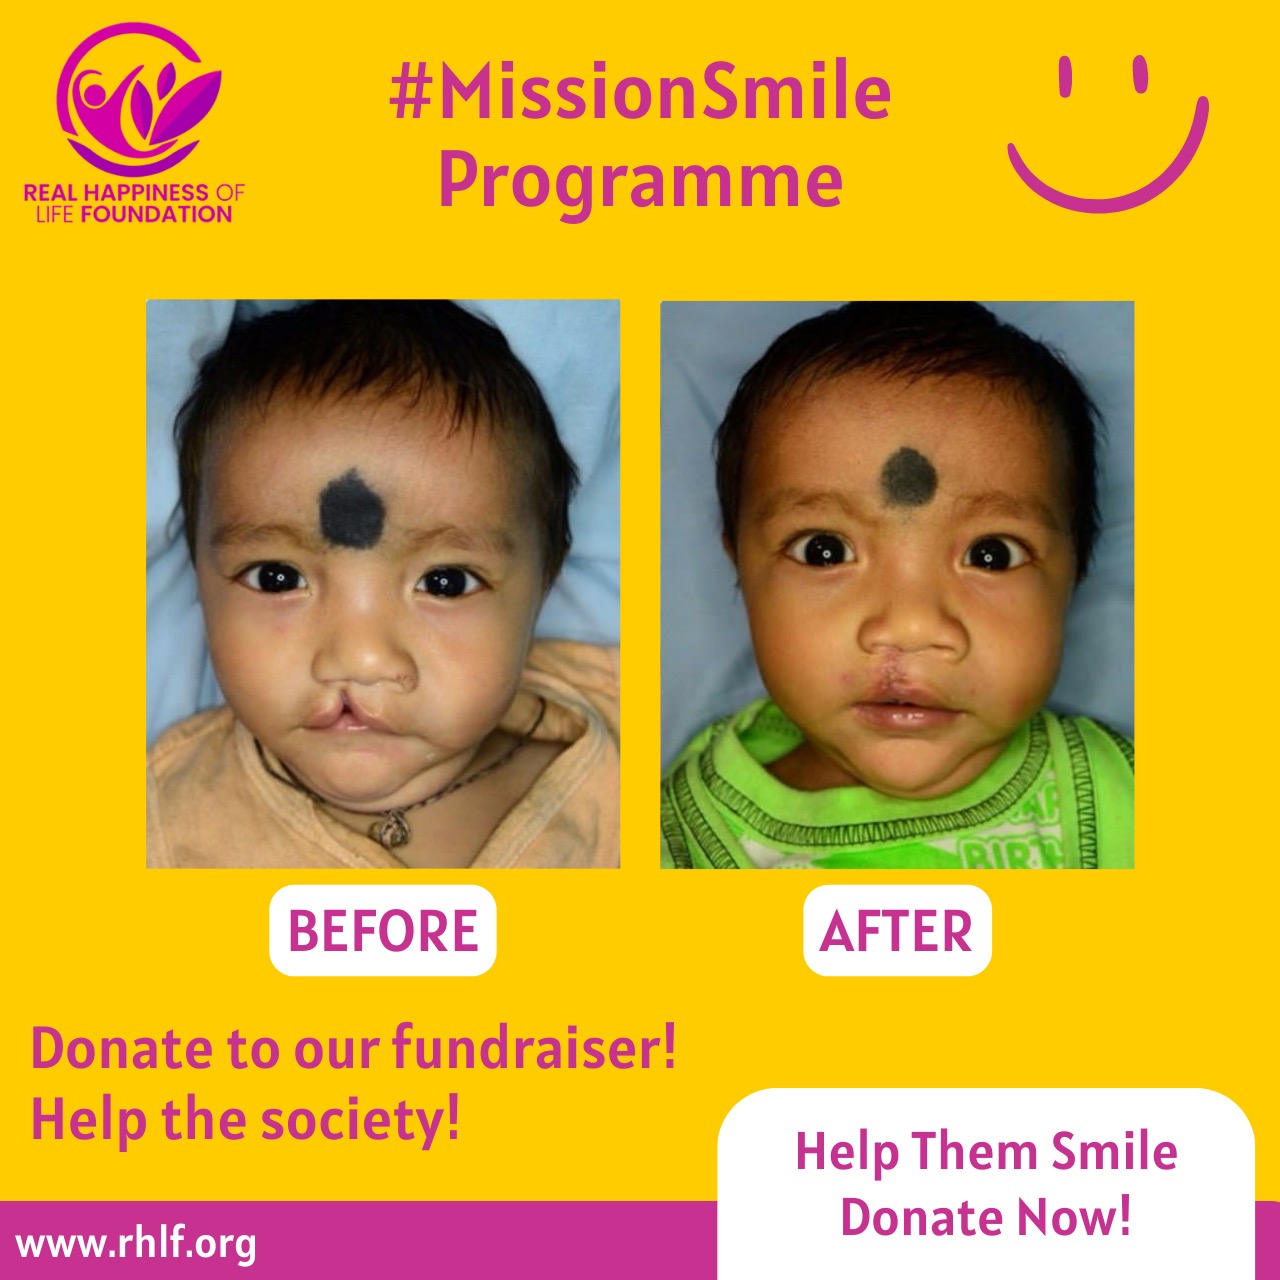 REAL HAPPINESS OF
LIFE FOUNDATION
#MissionSmile
Programme
BIRTH
BEFORE
AFTER
Donate to our fundraiser!
Help the society!
Help Them Smile
Donate Now!
www.rhlf.org